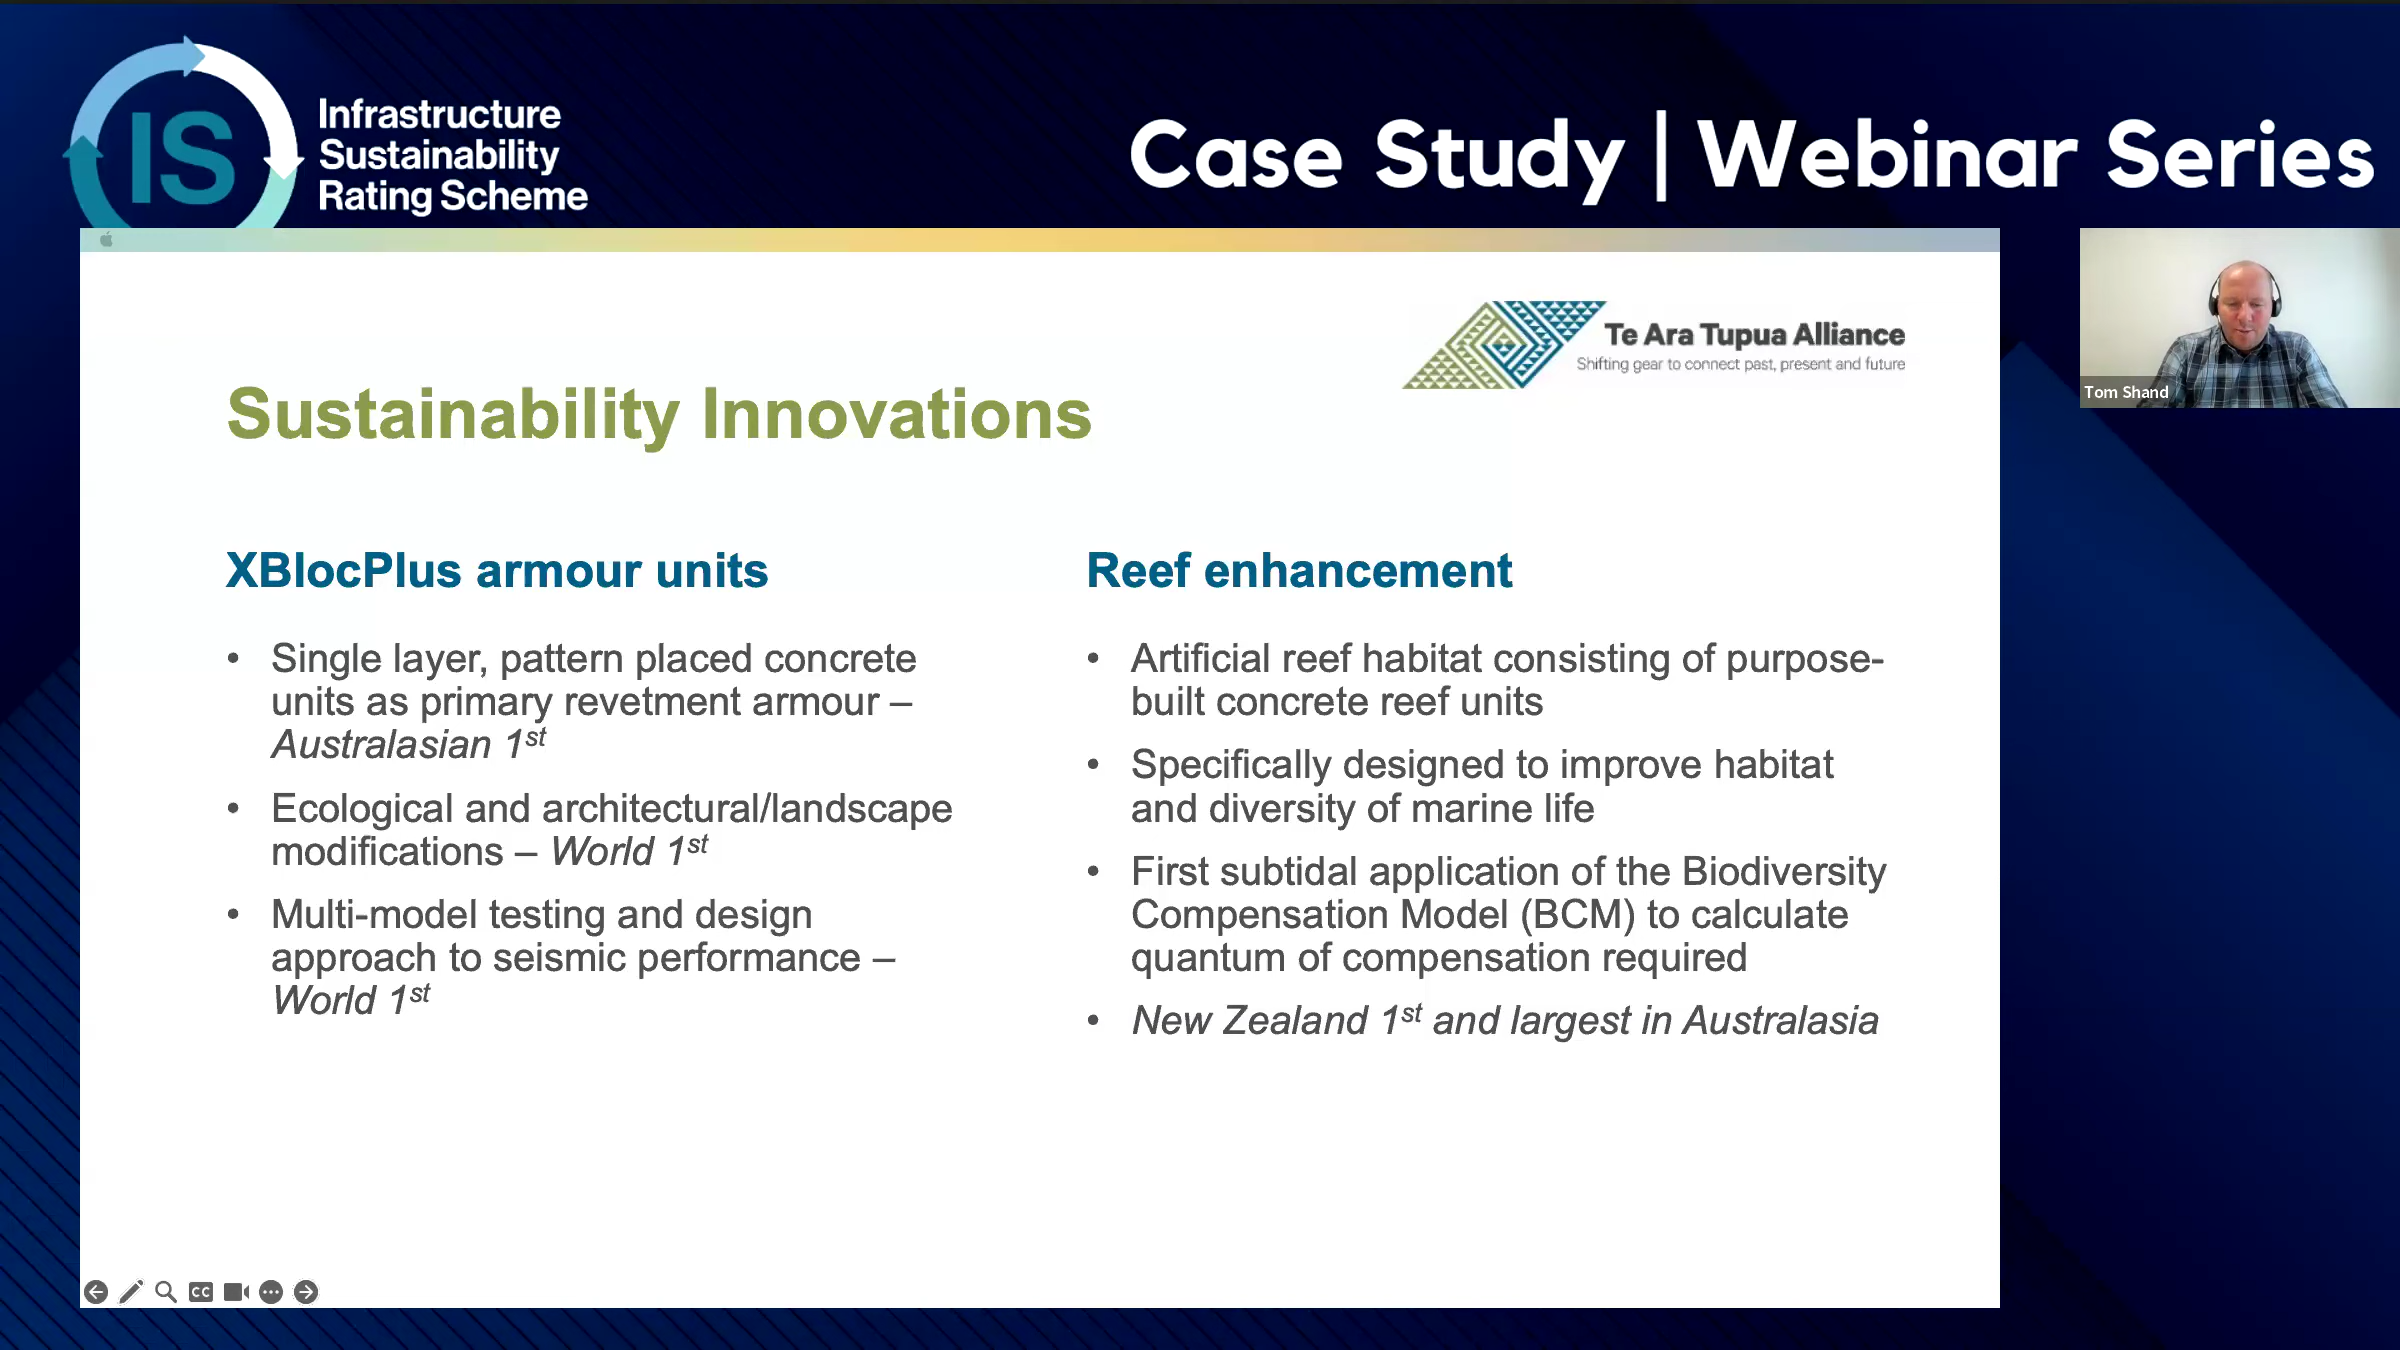 IS
Infrastructure
Sustainability
Rating Scheme
Case Study | Webinar Series
Te Ara Tupua Alliance
Shifting gear to connect past, present and future
Tom Shand
Sustainability Innovations
XBlocPlus armour units
• Single layer, pattern placed concrete
units as primary revetment armour –
Australasian 1st
• Ecological and architectural/landscape
modifications – World 1st
• Multi-model testing and design
approach to seismic performance –
World 1st
Reef enhancement
• Artificial reef habitat consisting of purpose-
built concrete reef units
• Specifically designed to improve habitat
and diversity of marine life
• First subtidal application of the Biodiversity
Compensation Model (BCM) to calculate
quantum of compensation required
• New Zealand 1st and largest in Australasia
CC